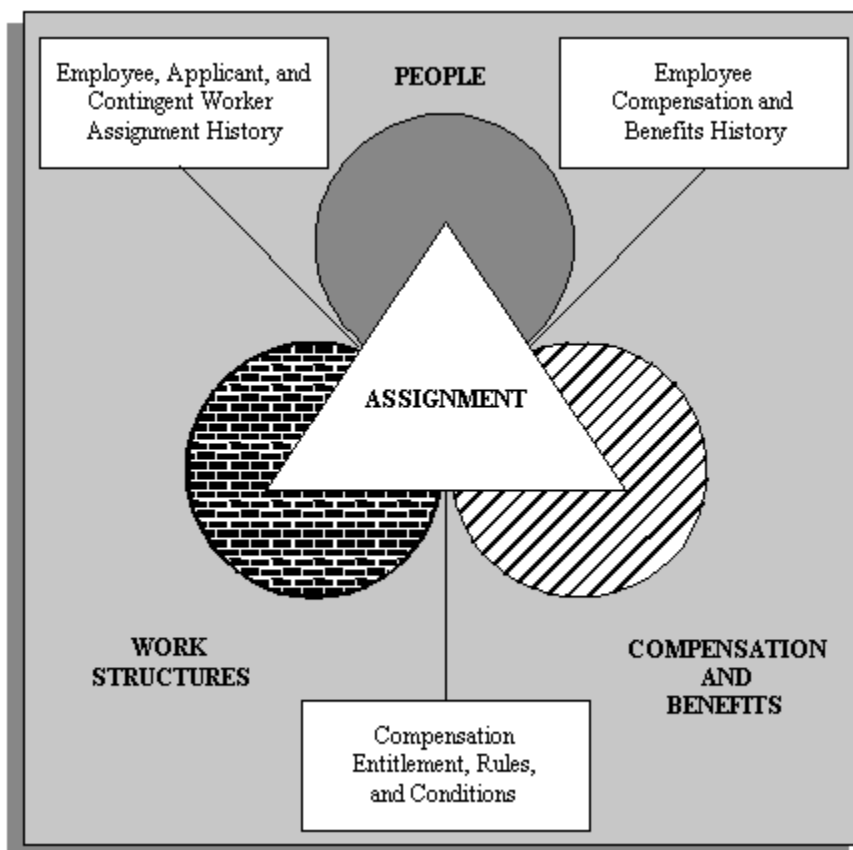 Employee, Applicant, and
Contingent Worker
Assignment History
PEOPLE
Employee
Compensation and
Benefits History
ASSIGNMENT
WORK
STRUCTURES
COMPENSATION
AND
BENEFITS
Compensation
Entitlement, Rules,
and Conditions